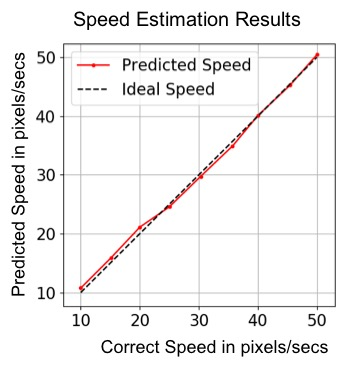 Speed Estimation Results
Predicted Speed in pixels/secs
50
40
30
20
10
Predicted Speed
Ideal Speed
10 20 30 40 50
Correct Speed in pixels/secs